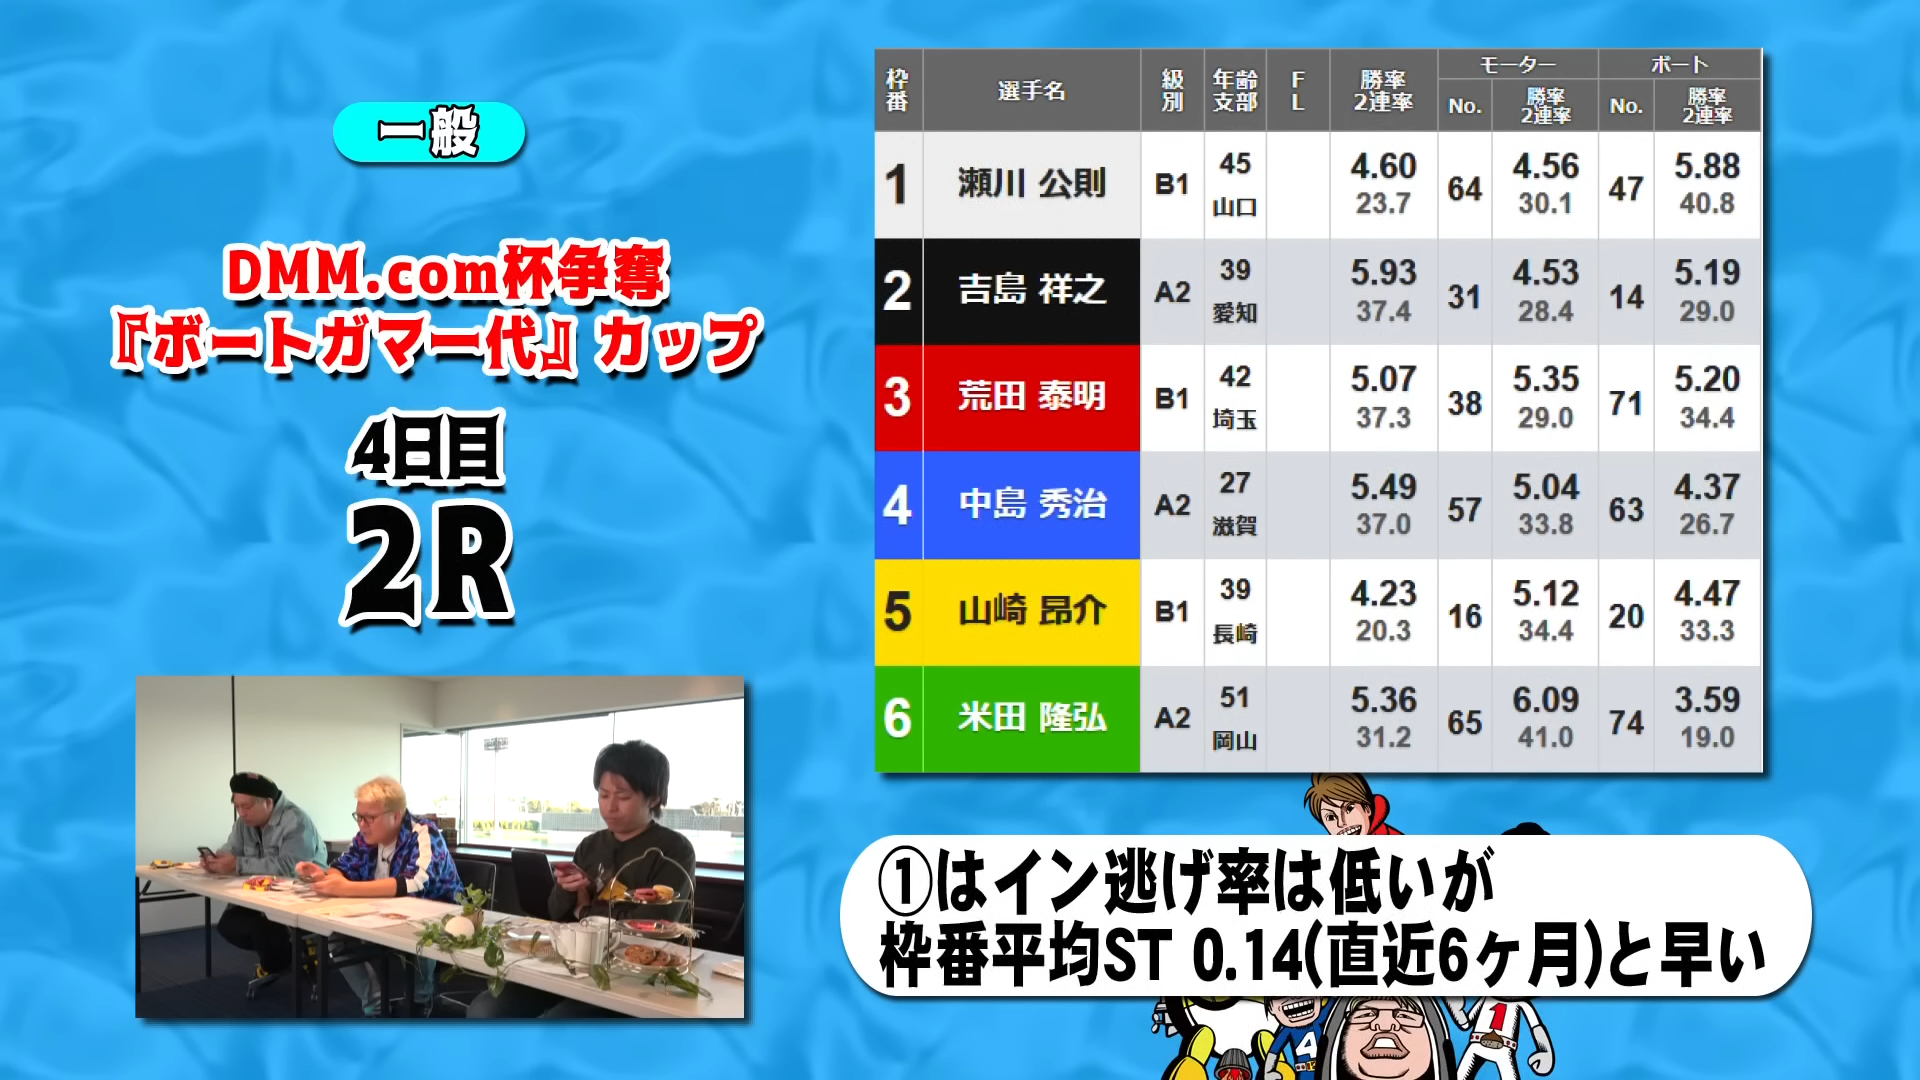 一般
DMM.com杯争奪
『ボートガマー代』カップ
4日目
2R
枠番 選手名 級別 年齢支部 FL 勝率2連率 モーター ボート
No. 勝率2連率 No. 勝率2連率
1 瀬川 公則 B1 45 山口 4.60 23.7 64 4.56 30.1 47 5.88 40.8
2 吉島 祥之 A2 39 愛知 5.93 37.4 31 4.53 28.4 14 5.19 29.0
3 荒田 泰明 B1 42 埼玉 5.07 37.3 38 5.35 29.0 71 5.20 34.4
4 中島 秀治 A2 27 滋賀 5.49 37.0 57 5.04 33.8 63 4.37 26.7
5 山崎 昂介 B1 39 長崎 4.23 20.3 16 5.12 34.4 20 4.47 33.3
6 米田 隆弘 A2 51 岡山 5.36 31.2 65 6.09 41.0 74 3.59 19.0
①はイン逃げ率は低いが
枠番平均ST 0.14(直近6ヶ月)と早い
4
1